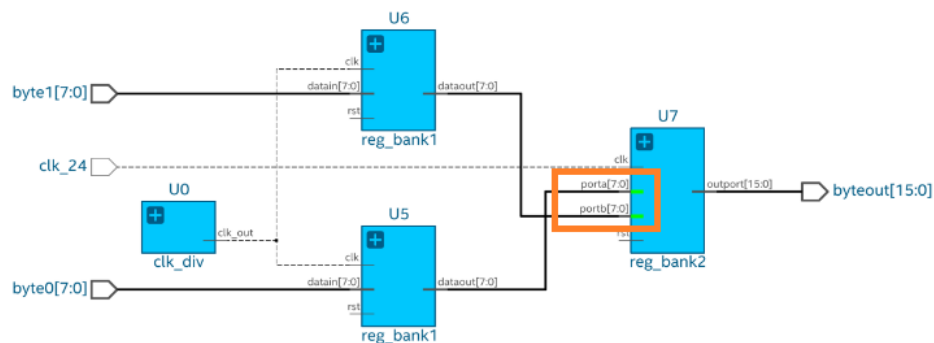 U6
clk
byte1[7:0]
datain[7:0]
dataout[7:0]
rst
reg_bank1
U7
clk_24
clk
U0
porta[7:0]
outport[15:0]
byteout[15:0]
portb[7:0]
U5
clk_out
rst
clk_div
clk
reg_bank2
byte0[7:0]
datain[7:0]
dataout[7:0]
rst
reg_bank1